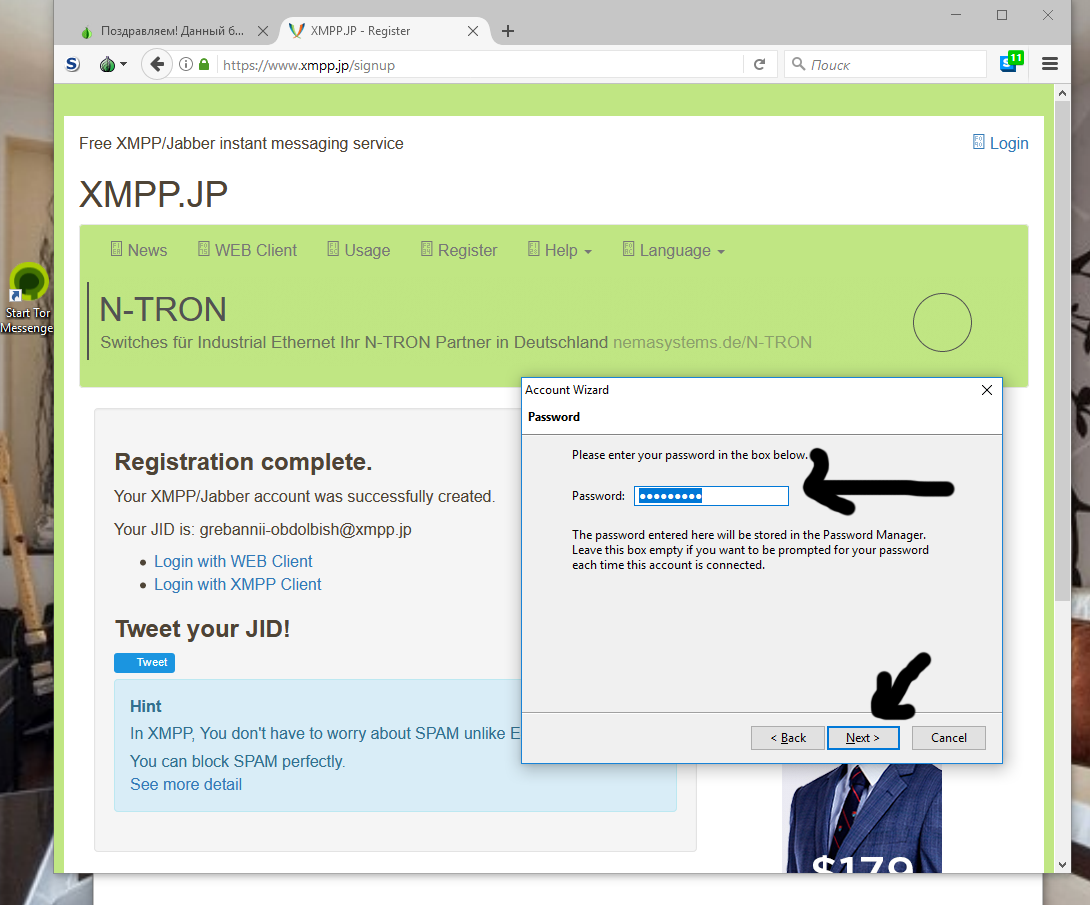 Поздравляем! Данный б...
XMPP.JP - Register
https://www.xmpp.jp/signup
Поиск
11
Free XMPP/Jabber instant messaging service
Login
XMPP.JP
News
WEB Client
Usage
Register
Help
Language
N-TRON
Switches für Industrial Ethernet Ihr N-TRON Partner in Deutschland nemasystems.de/N-TRON
Start Tor
Messenge
Account Wizard
Password
Please enter your password in the box below.
Password:
The password entered here will be stored in the Password Manager.
Leave this box empty if you want to be prompted for your password
each time this account is connected.
< Back
Next >
Cancel
Registration complete.
Your XMPP/Jabber account was successfully created.
Your JID is: grebannii-obdolbish@xmpp.jp
Login with WEB Client
Login with XMPP Client
Tweet your JID!
Tweet
Hint
In XMPP, You don't have to worry about SPAM unlike E
You can block SPAM perfectly.
See more detail
$179